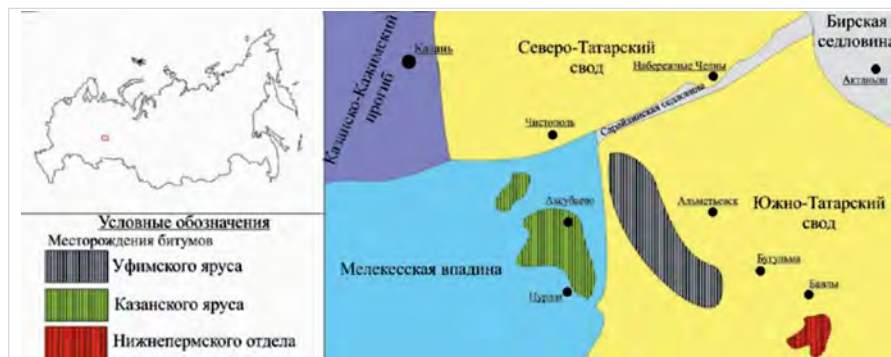 Условные обозначения
Месторождения битумов
Уфимского яруса
Казанского яруса
Нижнепермского отдела
Казанско-Кажимский
прогиб
Казань
Северо-Татарский
свод
Набережные Челны
Бирская
седловина
Актаныш
Сарайлинская седловина
Чистополь
Аксубаево
Мелекесская впадина
Нурлат
Альметьевск
Южно-Татарский
свод
Бугульма
Бавлы